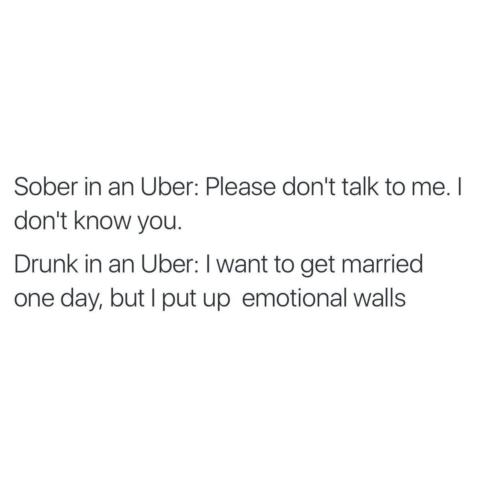 Sober in an Uber: Please don't talk to me. I
don't know you.
Drunk in an Uber: I want to get married
one day, but I put up  emotional walls